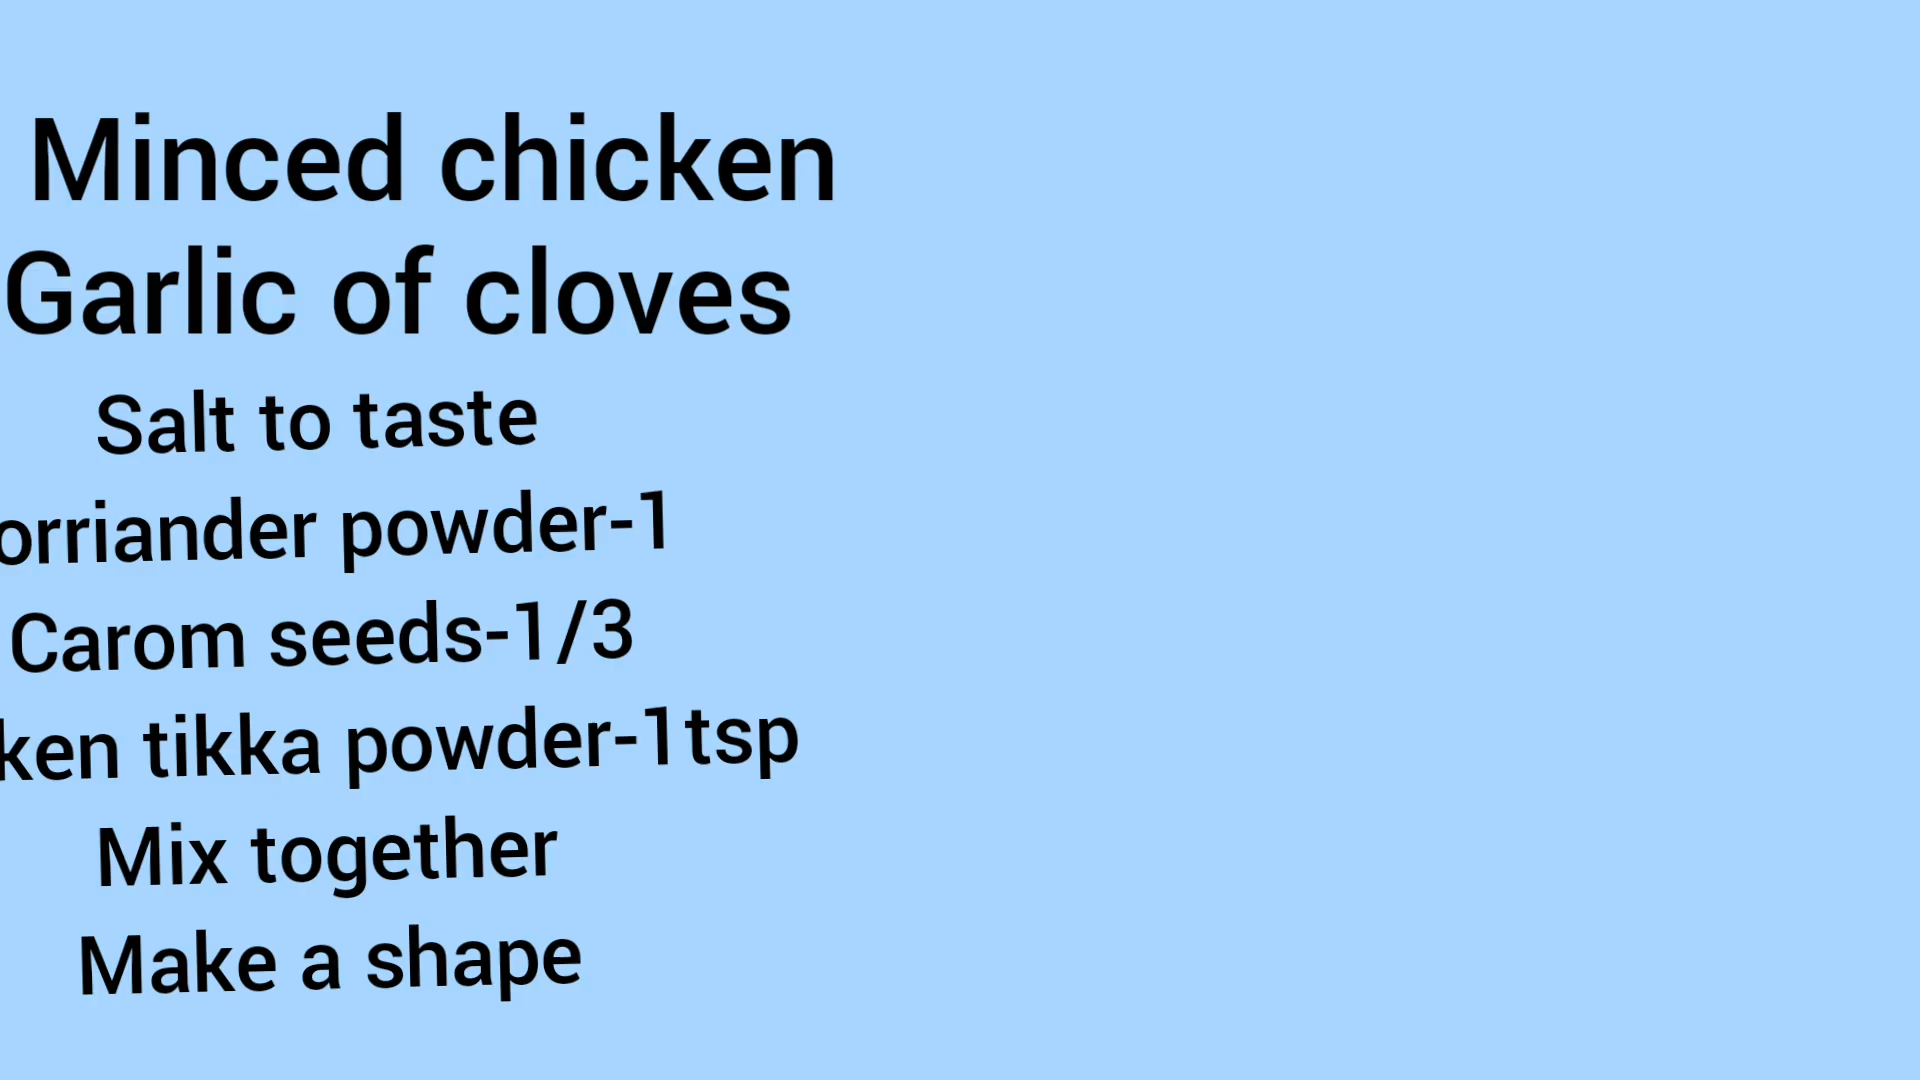 Minced chicken
Garlic of cloves
Salt to taste
orriander powder-1
Carom seeds-1/3
ken tikka powder-1tsp
Mix together
Make a shape